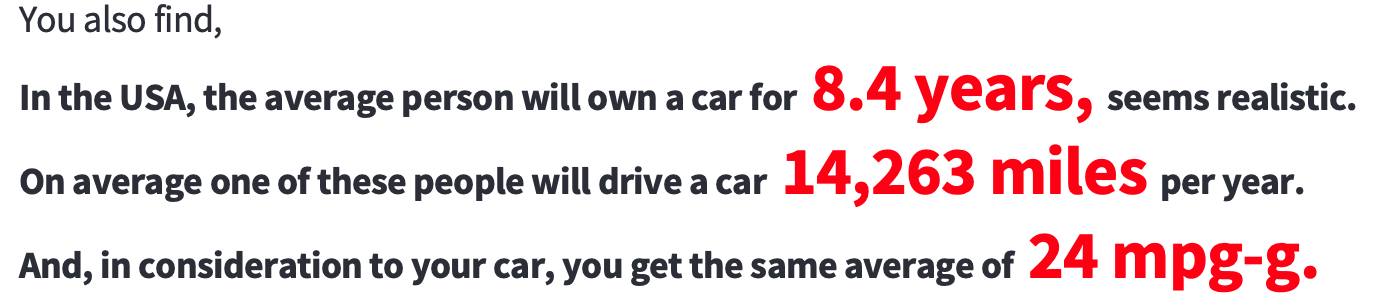 You also find,
In the USA, the average person will own a car for 8.4 years, seems realistic.
On average one of these people will drive a car 14,263 miles per year.
And, in consideration to your car, you get the same average of 24 mpg-g.